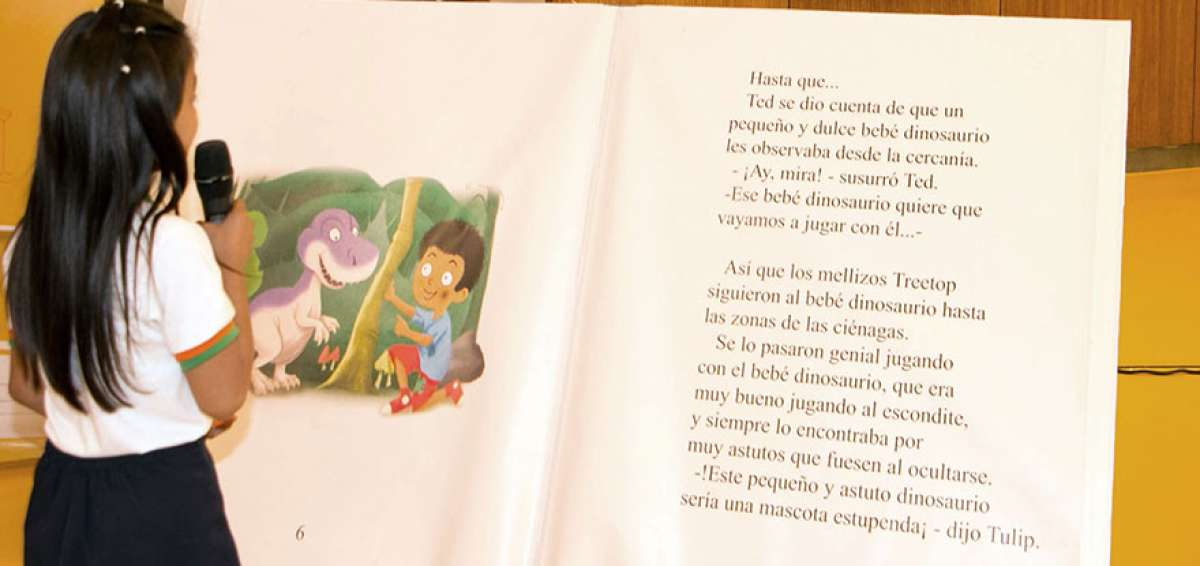 Hasta que...
Ted se dio cuenta de que un
pequeño y dulce bebé dinosaurio
les observaba desde la cercanía.
- ¡Ay, mira! - susurró Ted.
-Ese bebé dinosaurio quiere que
vayamos a jugar con él...-
Así que los mellizos Treetop
siguieron al bebé dinosaurio hasta
las zonas de las ciénagas.
Se lo pasaron genial jugando
con el bebé dinosaurio, que era
muy bueno jugando al escondite,
y siempre lo encontraba por
muy astutos que fuesen al ocultarse.
-!Este pequeño y astuto dinosaurio
sería una mascota estupenda¡ - dijo Tulip.
6